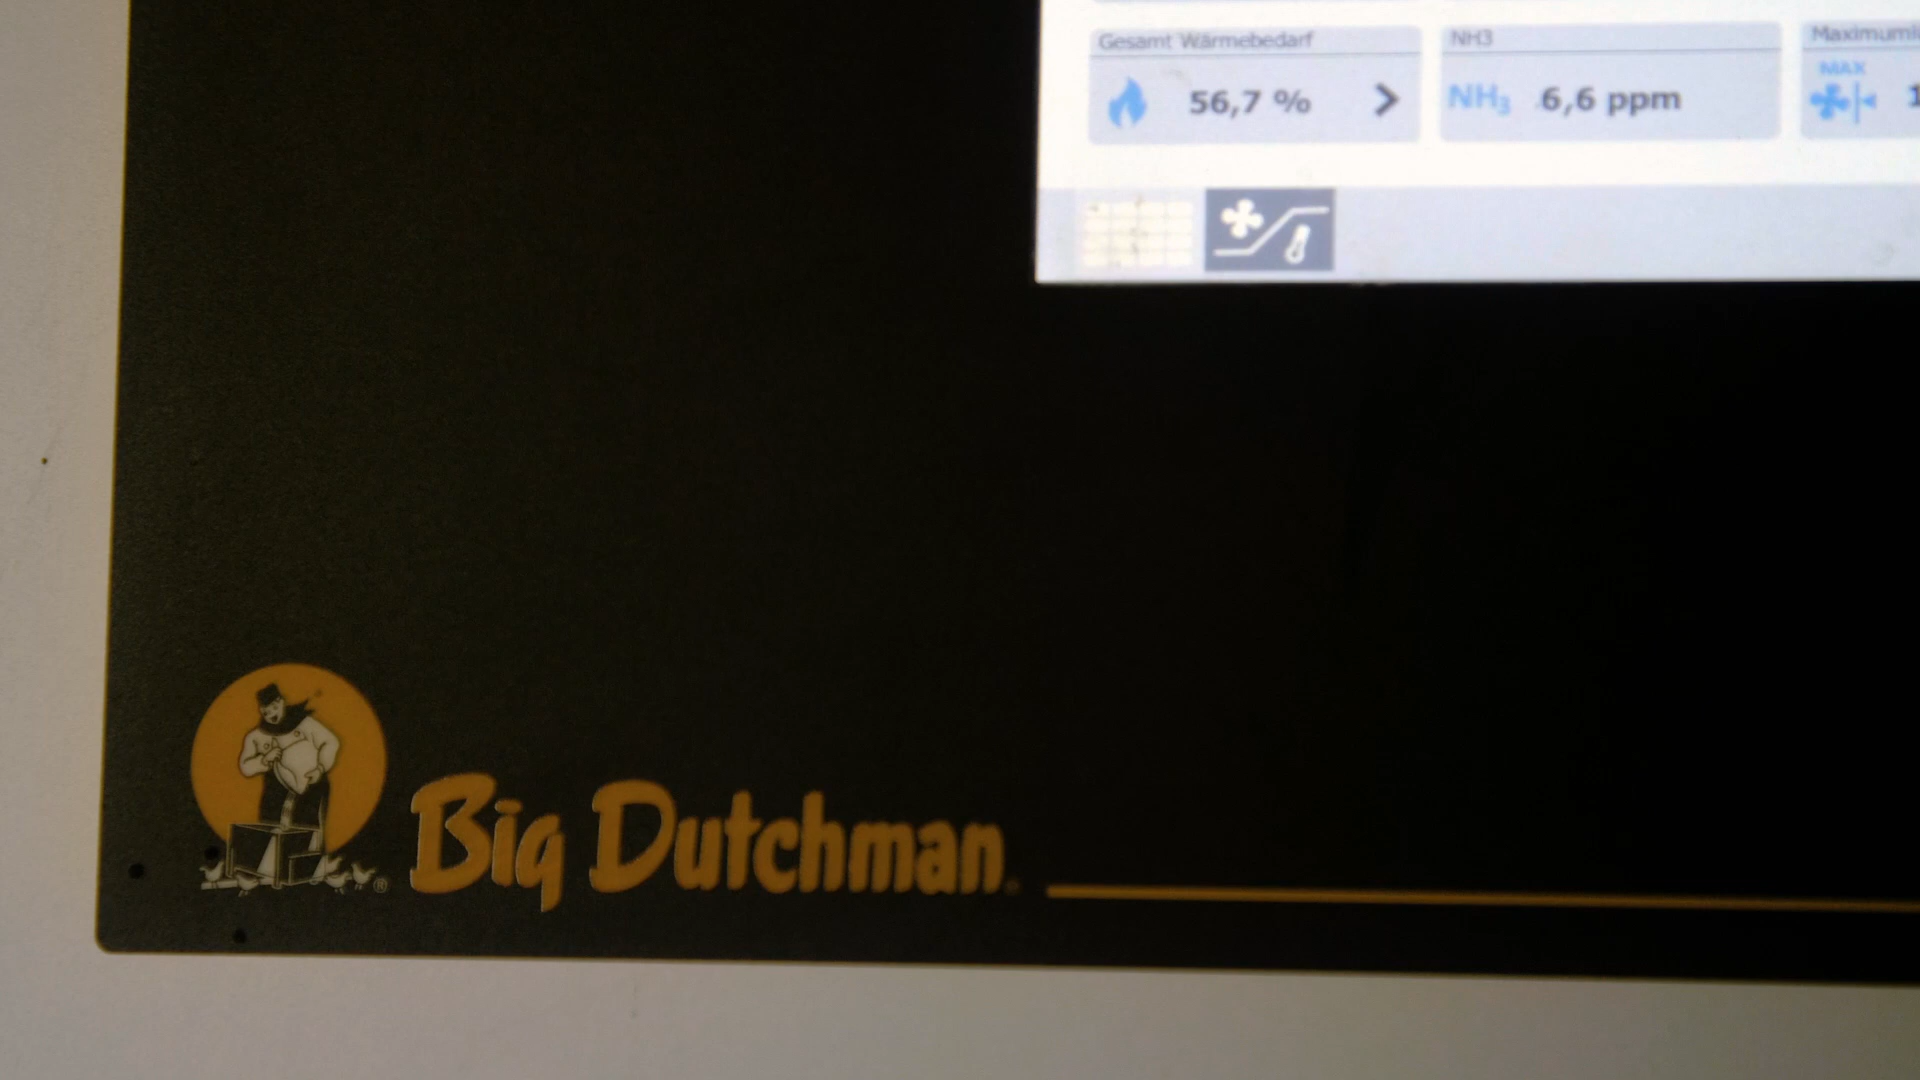 Gesamt Wärmebedarf
56,7 %
NH3
NH3 6,6 ppm
MAX
Big Dutchman